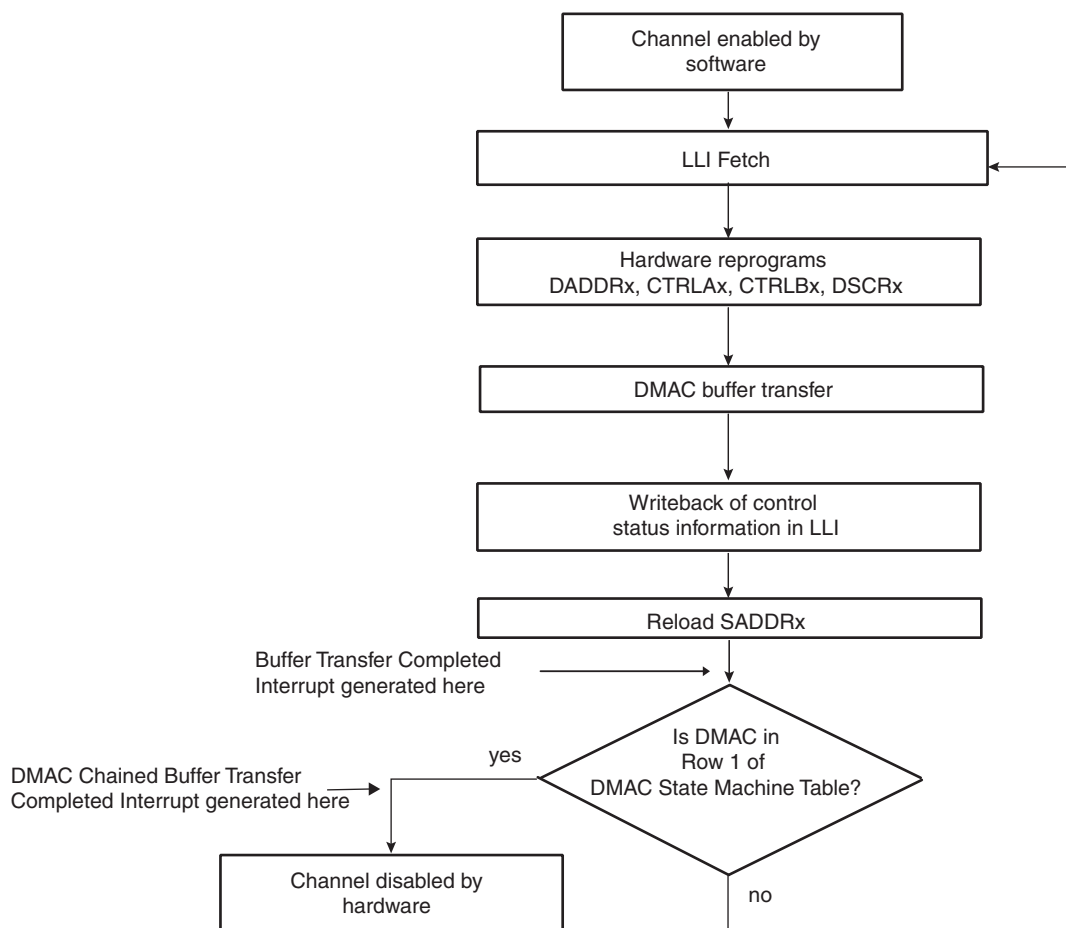 Channel enabled by
software
LLI Fetch
Hardware reprograms
DADDRx, CTRLAx, CTRLBx, DSCRx
DMAC buffer transfer
Writeback of control
status information in LLI
Reload SADDRx
Buffer Transfer Completed
Interrupt generated here
Is DMAC in
Row 1 of
DMAC State Machine Table?
yes
DMAC Chained Buffer Transfer
Completed Interrupt generated here
Channel disabled by
hardware
no